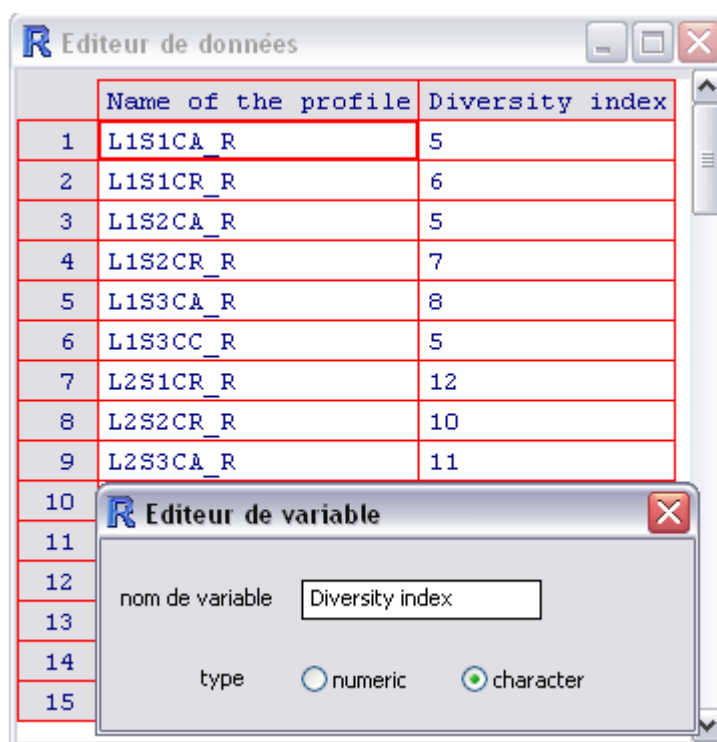 R Editeur de données
Name of the profile Diversity index
1 L1S1CA_R 5
2 L1S1CR_R 6
3 L1S2CA_R 5
4 L1S2CR_R 7
5 L1S3CA_R 8
6 L1S3CC_R 5
7 L2S1CR_R 12
8 L2S2CR_R 10
9 L2S3CA_R 11
10
11
12
13
14
15
R Editeur de variable
nom de variable Diversity index
type numeric character